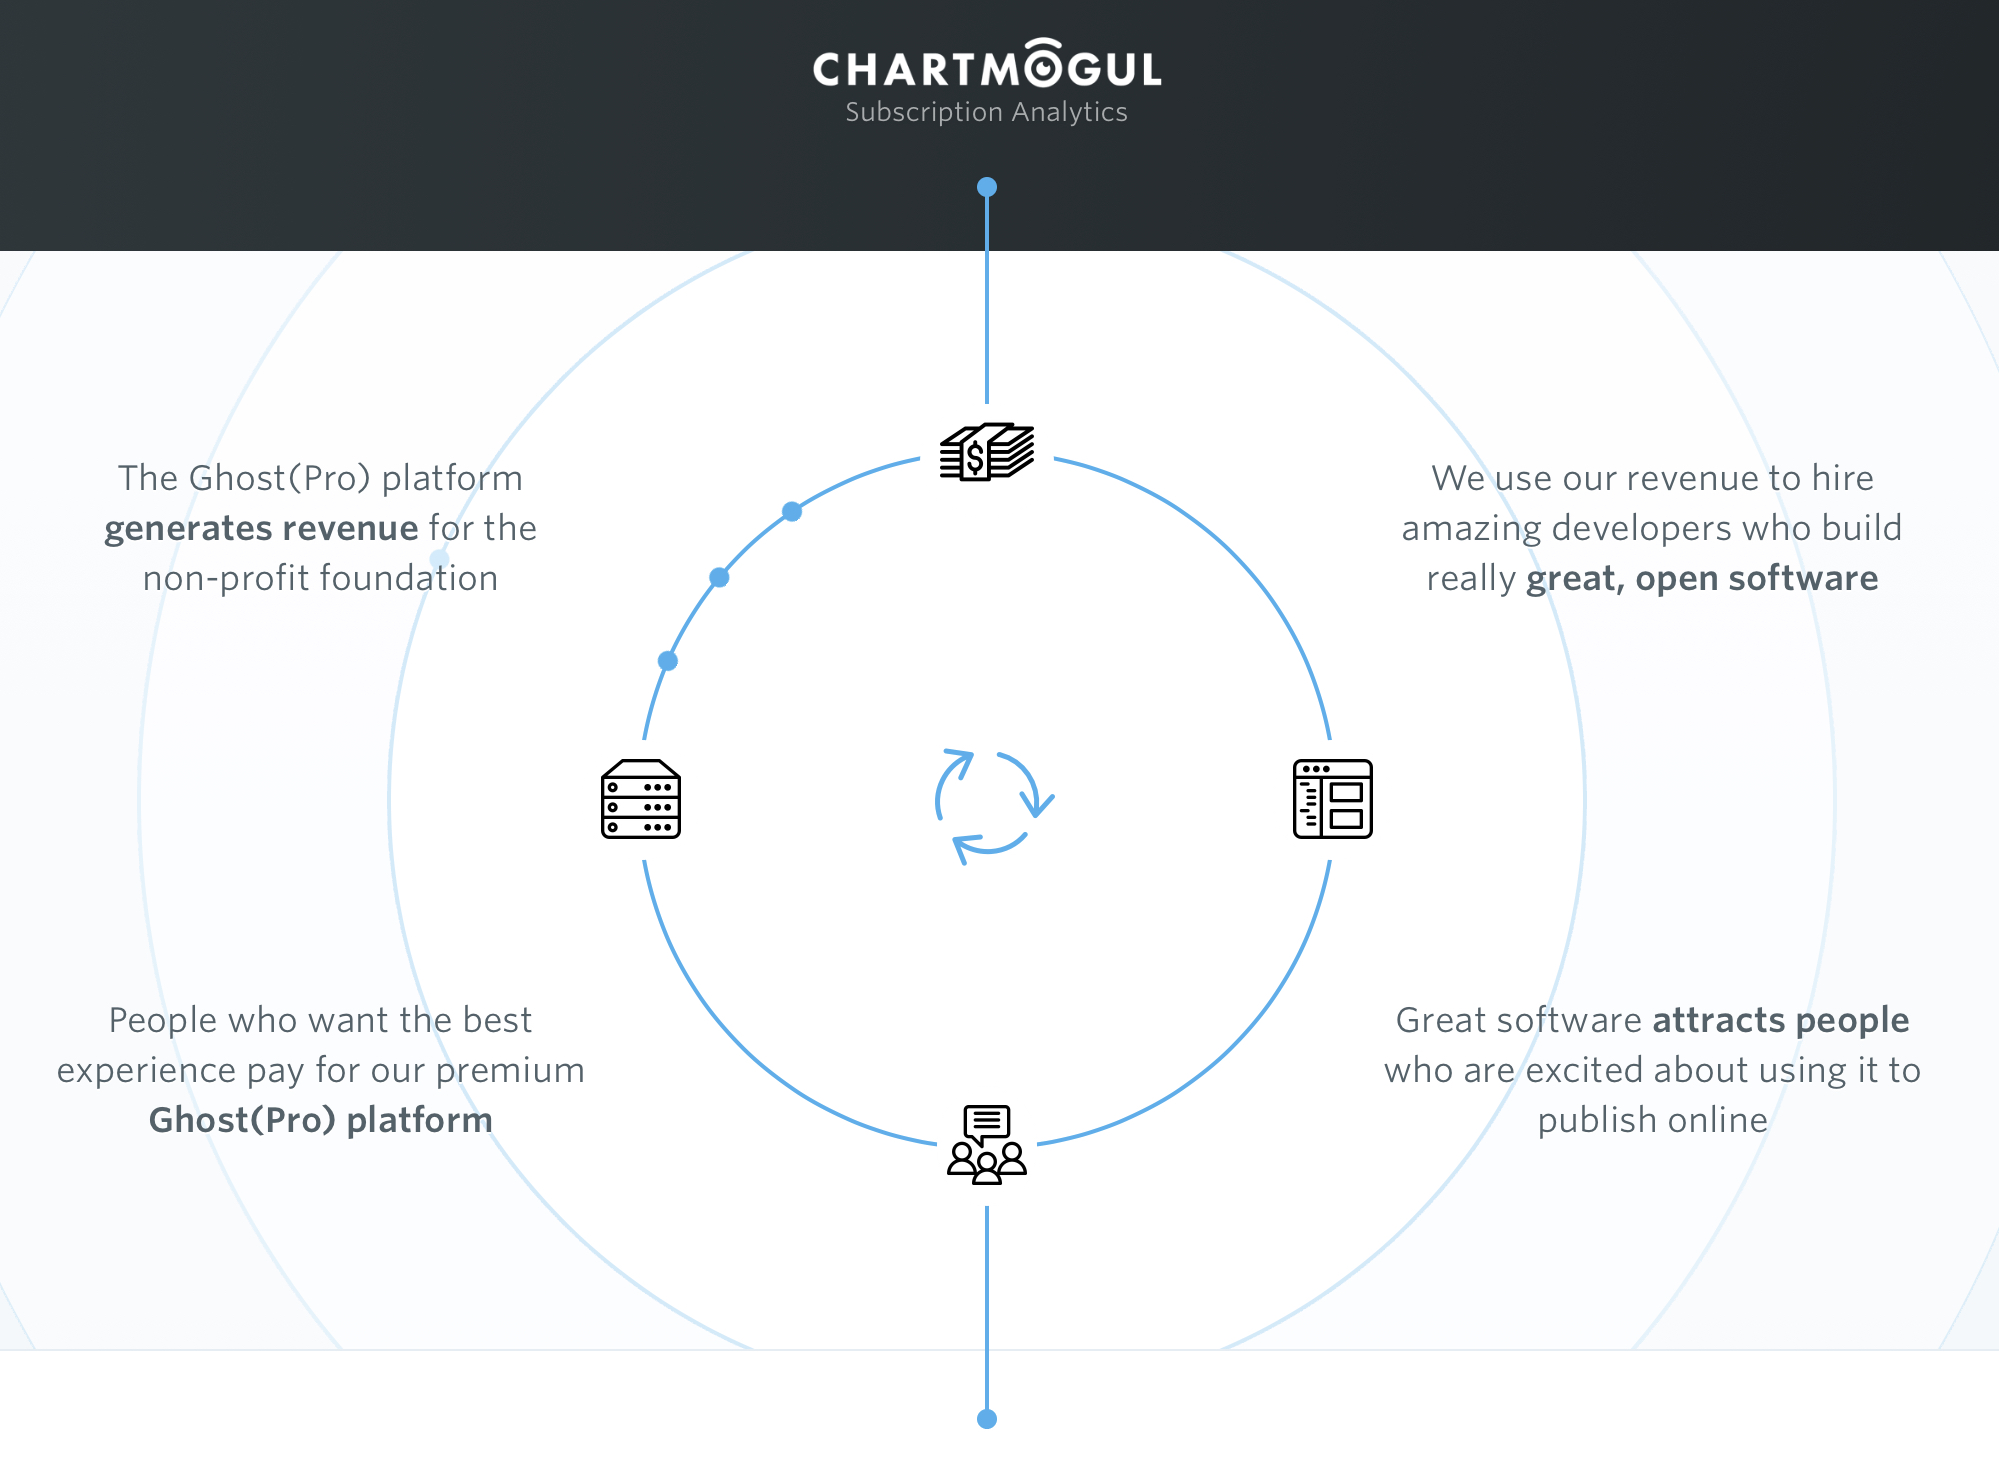 CHARTMOGUL
Subscription Analytics
The Ghost(Pro) platform
generates revenue for the
non-profit foundation
We use our revenue to hire
amazing developers who build
really great, open software
$
People who want the best
experience pay for our premium
Ghost(Pro) platform
Great software attracts people
who are excited about using it to
publish online